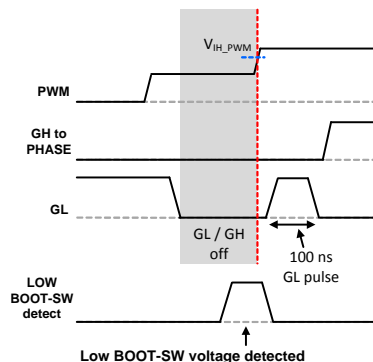 V_IH_PWM
PWM
GH to
PHASE
GL
GL / GH
off
100 ns
GL pulse
LOW
BOOT-SW
detect
Low BOOT-SW voltage detected